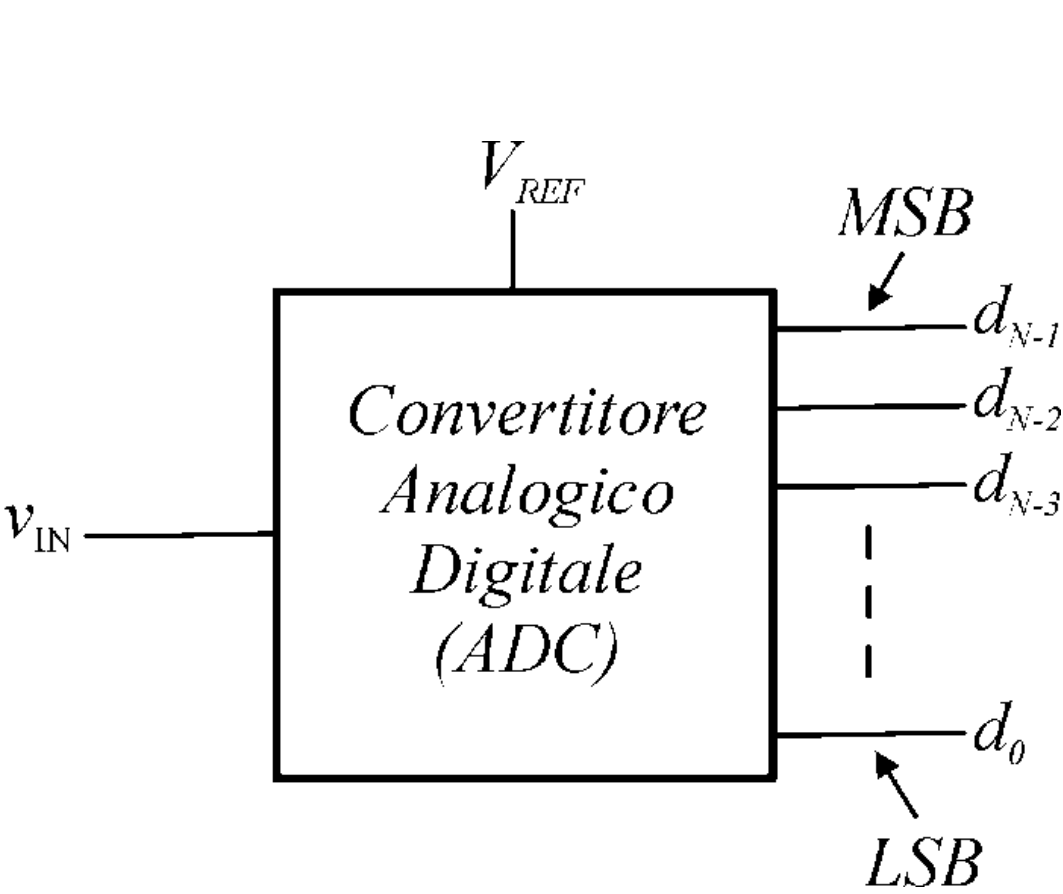 V_REF
MSB
d_N-1
d_N-2
d_N-3
Convertitore
Analogico
Digitale
(ADC)
v_IN
d_0
LSB